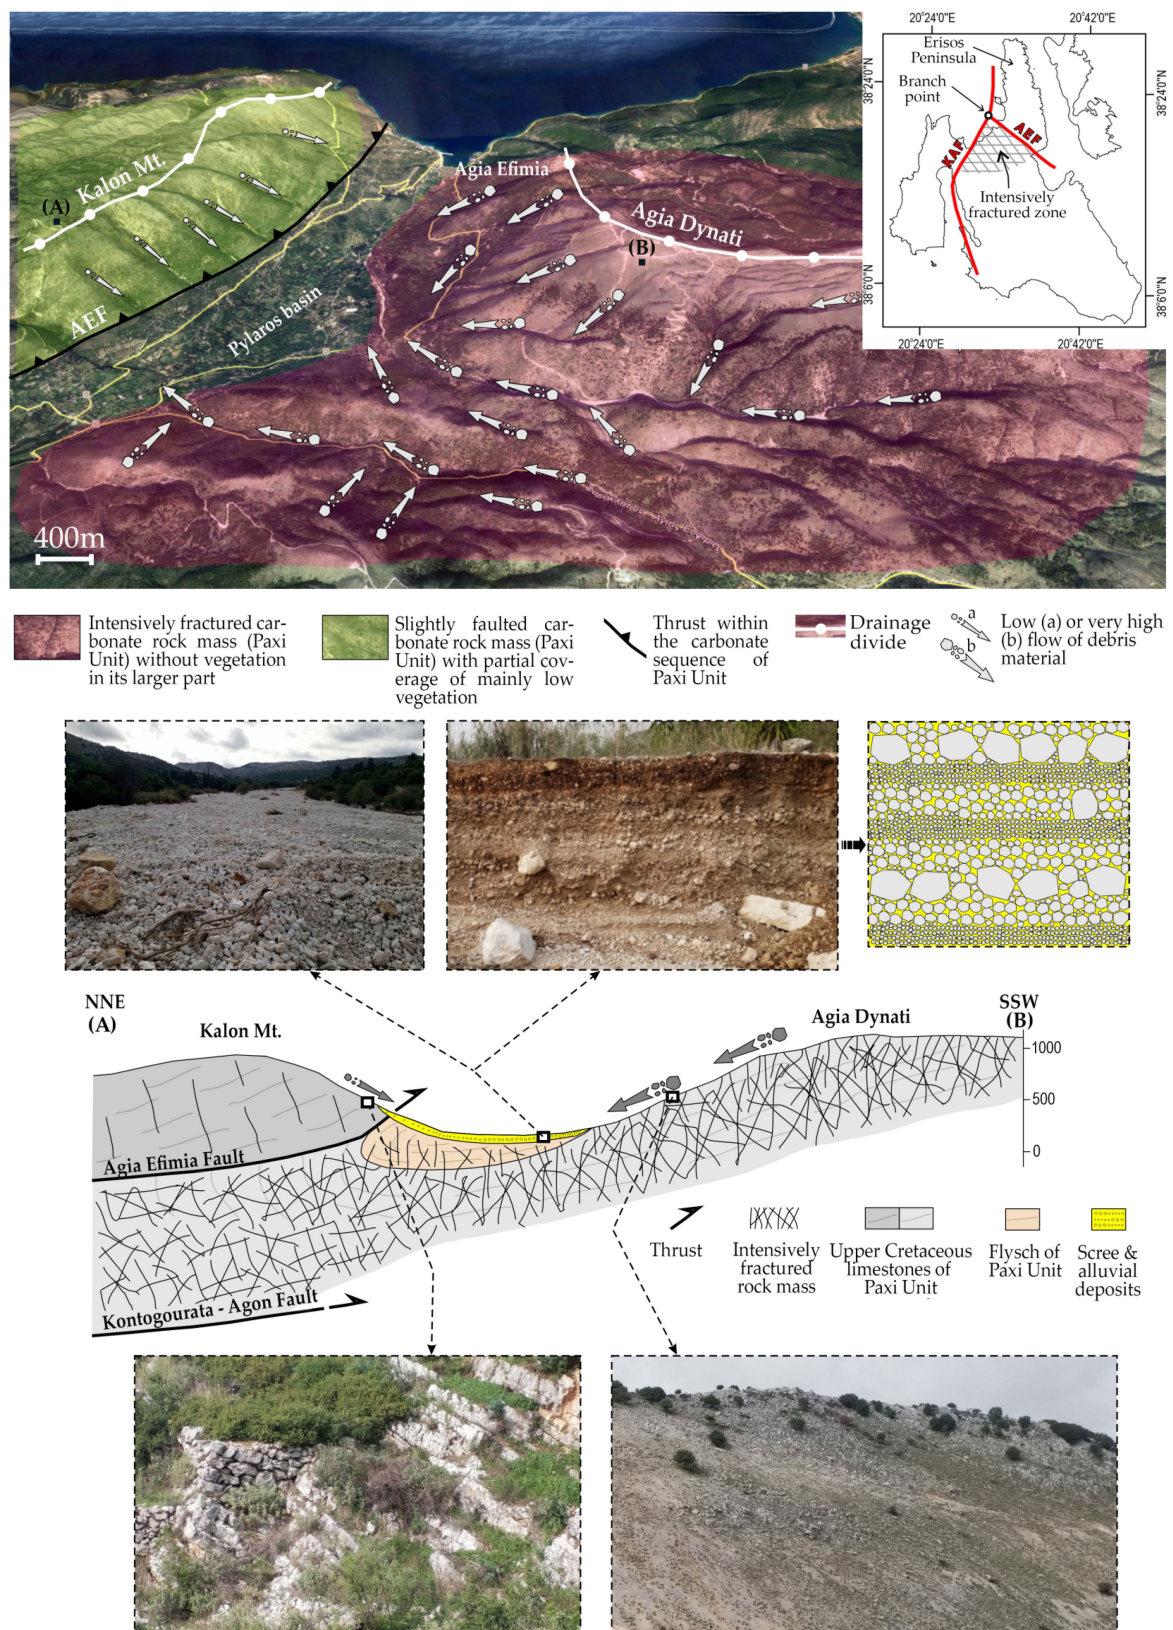 20°24'0"E
20°42'0"E
Erisos
Peninsula
Branch
point
38°24'0"N
38°24'0"N
KAF
AEF
Intensively
fractured zone
38°6'0"N
38°6'0"N
20°24'0"E
20°42'0"E
Kalon Mt.
(A)
Agia Efimia
Agia Dynati
(B)
AEF
Pylaros basin
400m
Intensively fractured car-
bonate rock mass (Paxi
Unit) without vegetation
in its larger part
Slightly faulted car-
bonate rock mass (Paxi
Unit) with partial cov-
erage of mainly low
vegetation
Thrust within
the carbonate
sequence of
Paxi Unit
Drainage
divide
a
b
Low (a) or very high
(b) flow of debris
material
NNE
(A)
Kalon Mt.
Agia Dynati
SSW
(B)
1000
500
0
Agia Efimia Fault
Kontogourata - Agon Fault
Thrust
Intensively
fractured
rock mass
Upper Cretaceous
limestones of
Paxi Unit
Flysch of
Paxi Unit
Scree &
alluvial
deposits